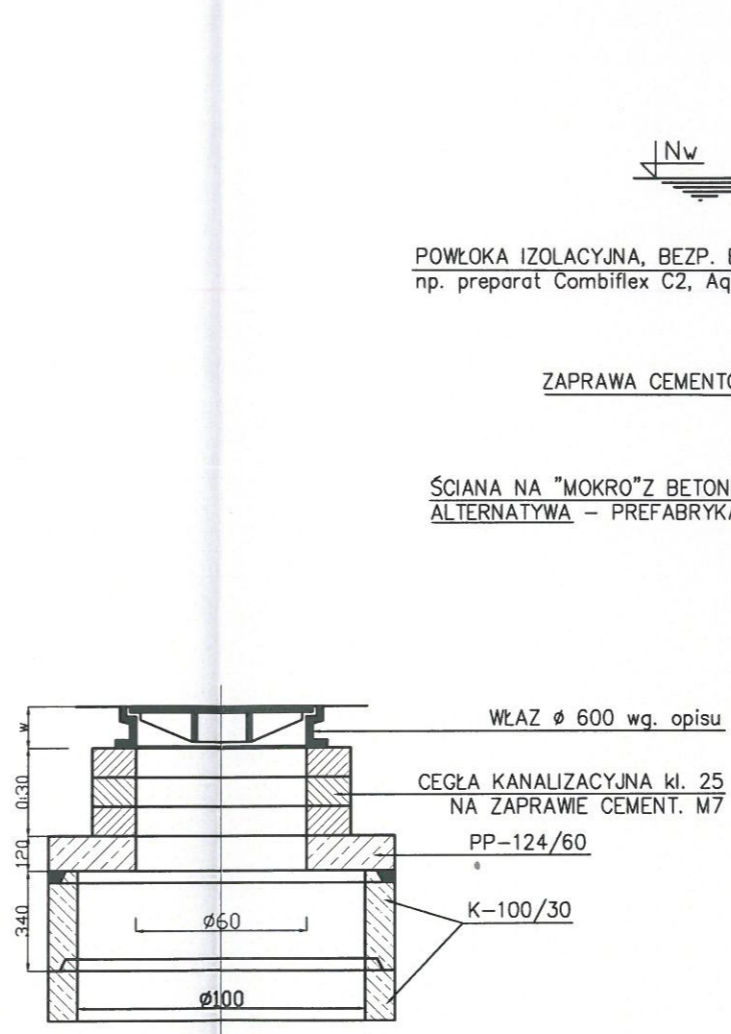 Nw
POWŁOKA IZOLACYJNA, BEZP.
np. preparat Combiflex C2,
ZAPRAWA
ŚCIANA NA "MOKRO"Z
ALTERNATYWA –
WŁAZ ø 600 wg. opisu
CEGŁA KANALIZACYJNA kl. 25
NA ZAPRAWIE CEMENT. M7
PP–124/60
K–100/30
w
0:30
120
340
ø60
ø100